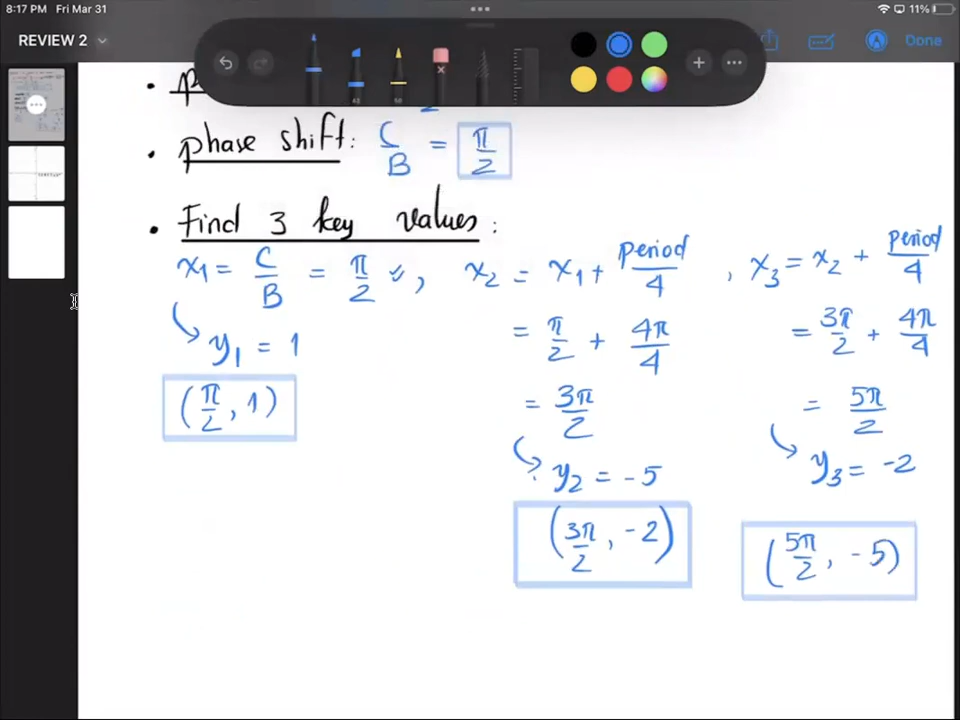 8:17 PM Fri Mar 31
11%
REVIEW 2
Done
• phase shift: C/B = π/2
• Find 3 key values:
x₁ = C/B = π/2 ✓, x₂ = x₁ + period/4, x₃ = x₂ + period/4
= π/2 + 4π/4 = 3π/2 + 4π/4
y₁ = 1
(π/2, 1) = 3π/2 = 5π/2
y₂ = -5 y₃ = -2
(3π/2, -2) (5π/2, -5)